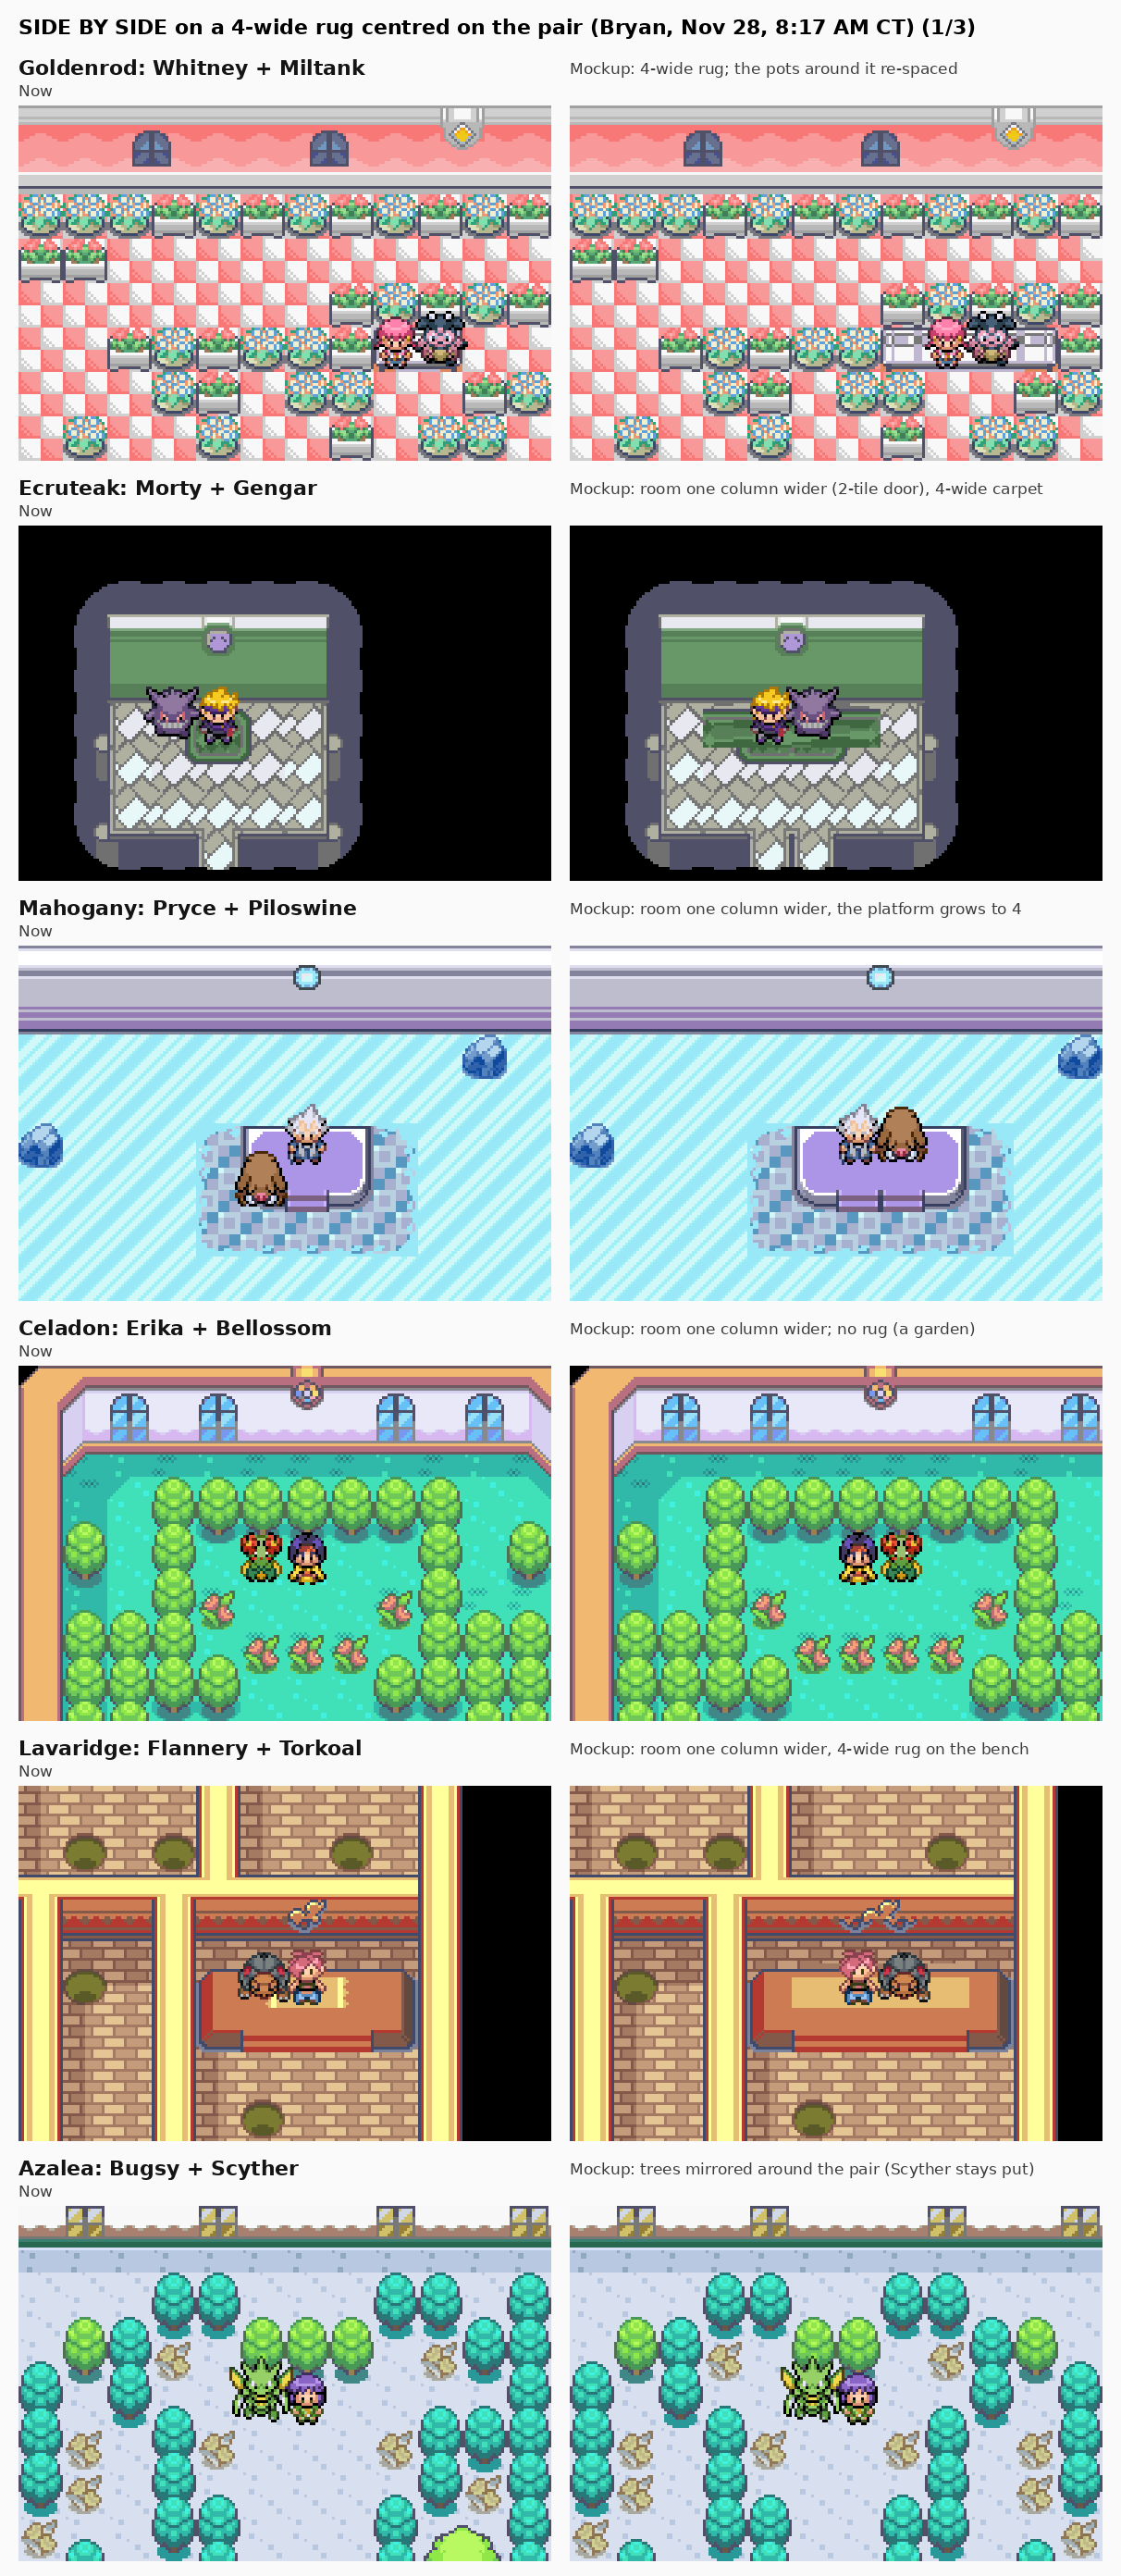 SIDE BY SIDE on a 4-wide rug centred on the pair (Bryan, Nov 28, 8:17 AM CT) (1/3)
Goldenrod: Whitney + Miltank
Mockup: 4-wide rug; the pots around it re-spaced
Now
Ecruteak: Morty + Gengar
Mockup: room one column wider (2-tile door), 4-wide carpet
Now
Mahogany: Pryce + Piloswine
Mockup: room one column wider, the platform grows to 4
Now
Celadon: Erika + Bellossom
Mockup: room one column wider; no rug (a garden)
Now
Lavaridge: Flannery + Torkoal
Mockup: room one column wider, 4-wide rug on the bench
Now
Azalea: Bugsy + Scyther
Mockup: trees mirrored around the pair (Scyther stays put)
Now